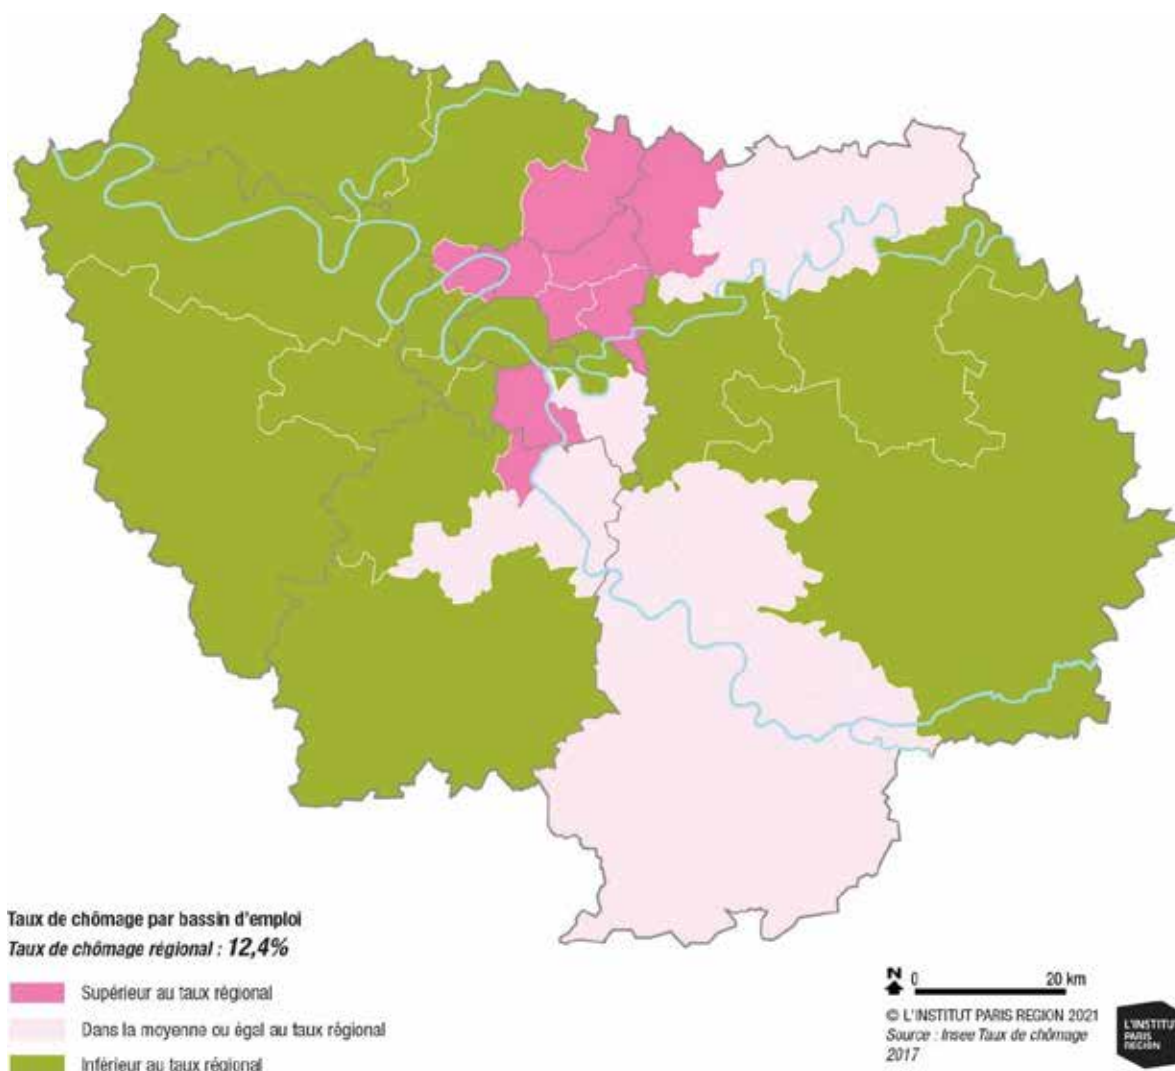 Taux de chômage par bassin d'emploi
Taux de chômage régional : 12,4%
Supérieur au taux régional
Dans la moyenne ou égal au taux régional
Inférieur au taux régional
N 0 20 km
© L'INSTITUT PARIS REGION 2021
Source : Insee Taux de chômage
2017
L'INSTITUT
PARIS
REGION